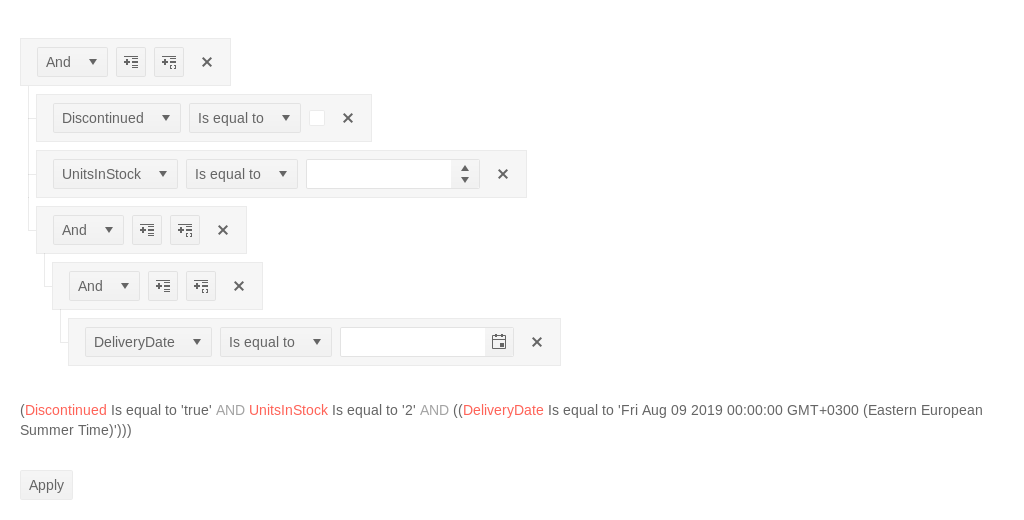 And
Discontinued Is equal to
UnitsInStock Is equal to
And
And
DeliveryDate Is equal to
(Discontinued Is equal to 'true' AND UnitsInStock Is equal to '2' AND ((DeliveryDate Is equal to 'Fri Aug 09 2019 00:00:00 GMT+0300 (Eastern European
Summer Time)')))
Apply